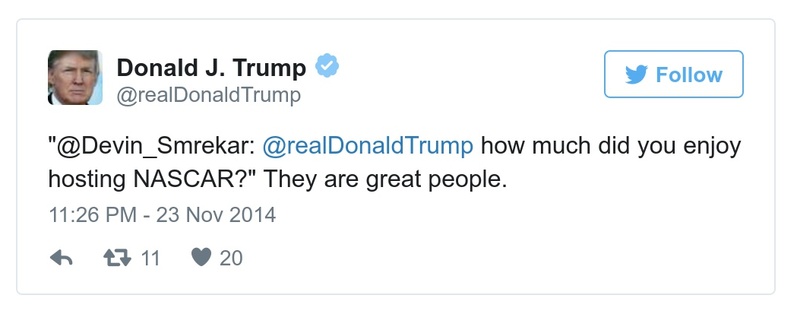 Donald J. Trump
@realDonaldTrump
Follow
"@Devin_Smrekar: @realDonaldTrump how much did you enjoy
hosting NASCAR?" They are great people.
11:26 PM - 23 Nov 2014
11 20